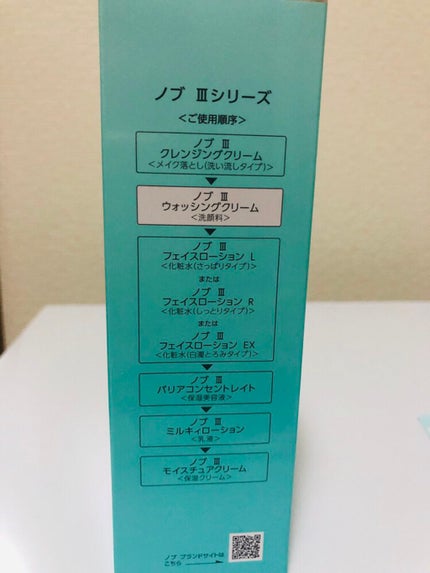 ノブ Ⅲシリーズ
<ご使用順序>
ノブ Ⅲ
クレンジングクリーム
<メイク落とし(洗い流しタイプ)>
ノブ Ⅲ
ウォッシングクリーム
<洗顔料>
ノブ Ⅲ
フェイスローション L
<化粧水(さっぱりタイプ)>
または
ノブ Ⅲ
フェイスローション R
<化粧水(しっとりタイプ)>
または
ノブ Ⅲ
フェイスローション EX
<化粧水(白濁とろみタイプ)>
ノブ Ⅲ
バリアコンセントレイト
<保湿美容液>
ノブ Ⅲ
ミルキィローション
<乳液>
ノブ Ⅲ
モイスチュアクリーム
<保湿クリーム>
ノブ ブランドサイトは
こちら